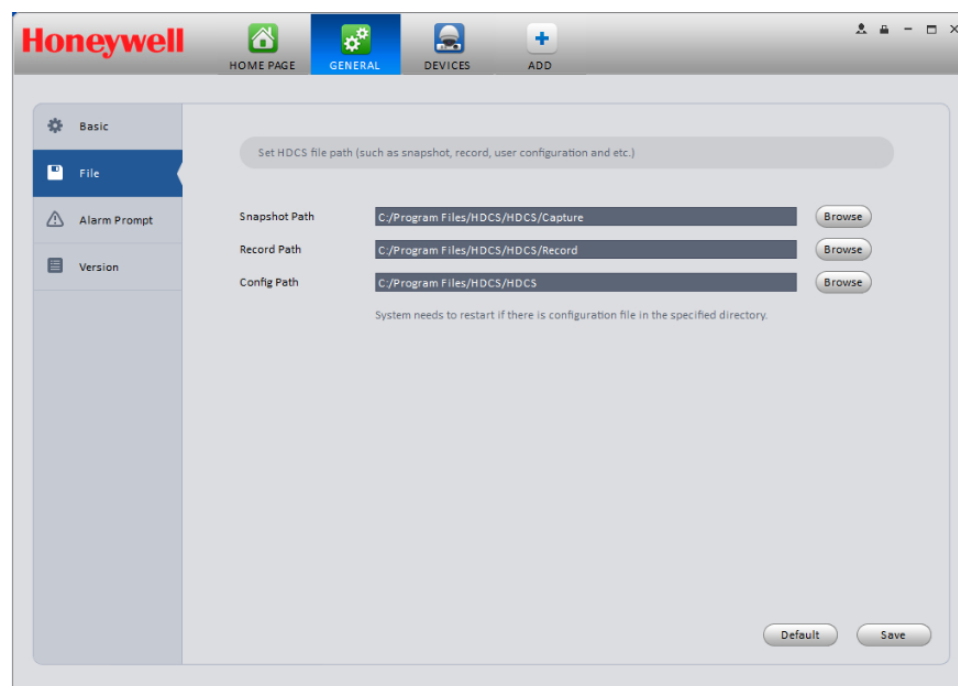 Honeywell
HOME PAGE GENERAL DEVICES ADD
Basic
File
Alarm Prompt
Version
Set HDCS file path (such as snapshot, record, user configuration and etc.)
Snapshot Path C:/Program Files/HDCS/HDCS/Capture Browse
Record Path C:/Program Files/HDCS/HDCS/Record Browse
Config Path C:/Program Files/HDCS/HDCS Browse
System needs to restart if there is configuration file in the specified directory.
Default Save